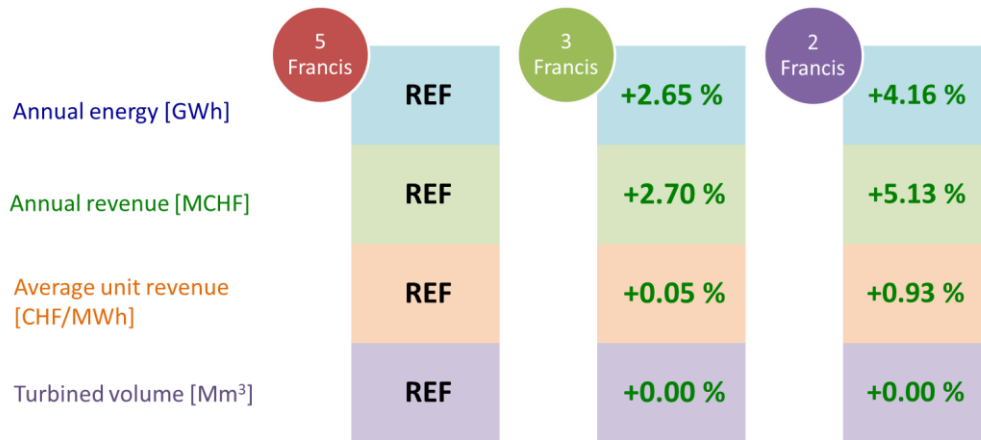 5
Francis
3
Francis
2
Francis
Annual energy [GWh]
REF
+2.65 %
+4.16 %
Annual revenue [MCHF]
REF
+2.70 %
+5.13 %
Average unit revenue
[CHF/MWh]
REF
+0.05 %
+0.93 %
Turbined volume [Mm³]
REF
+0.00 %
+0.00 %